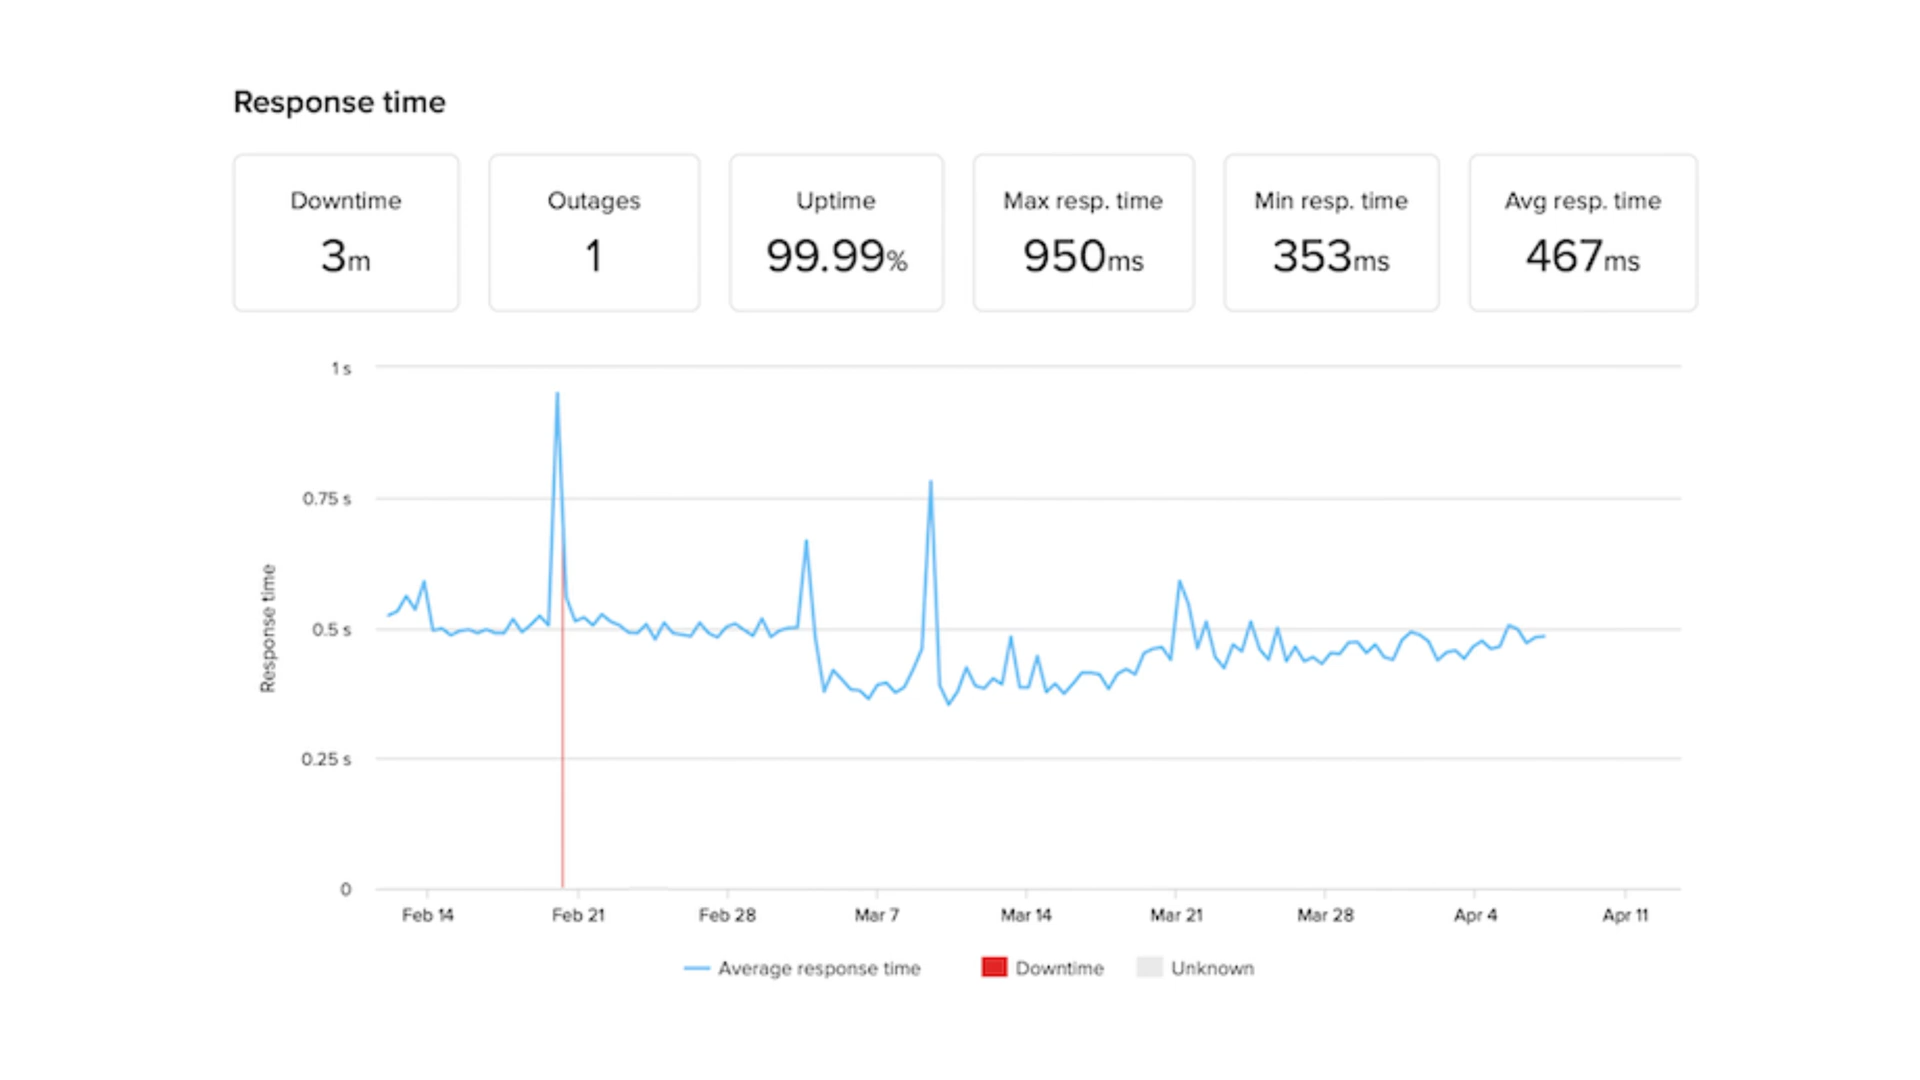 Response time
Downtime
3m
Outages
1
Uptime
99.99%
Max resp. time
950ms
Min resp. time
353ms
Avg resp. time
467ms
1 s
0.75 s
0.5 s
0.25 s
0
Response time
Feb 14 Feb 21 Feb 28 Mar 7 Mar 14 Mar 21 Mar 28 Apr 4 Apr 11
Average response time Downtime Unknown